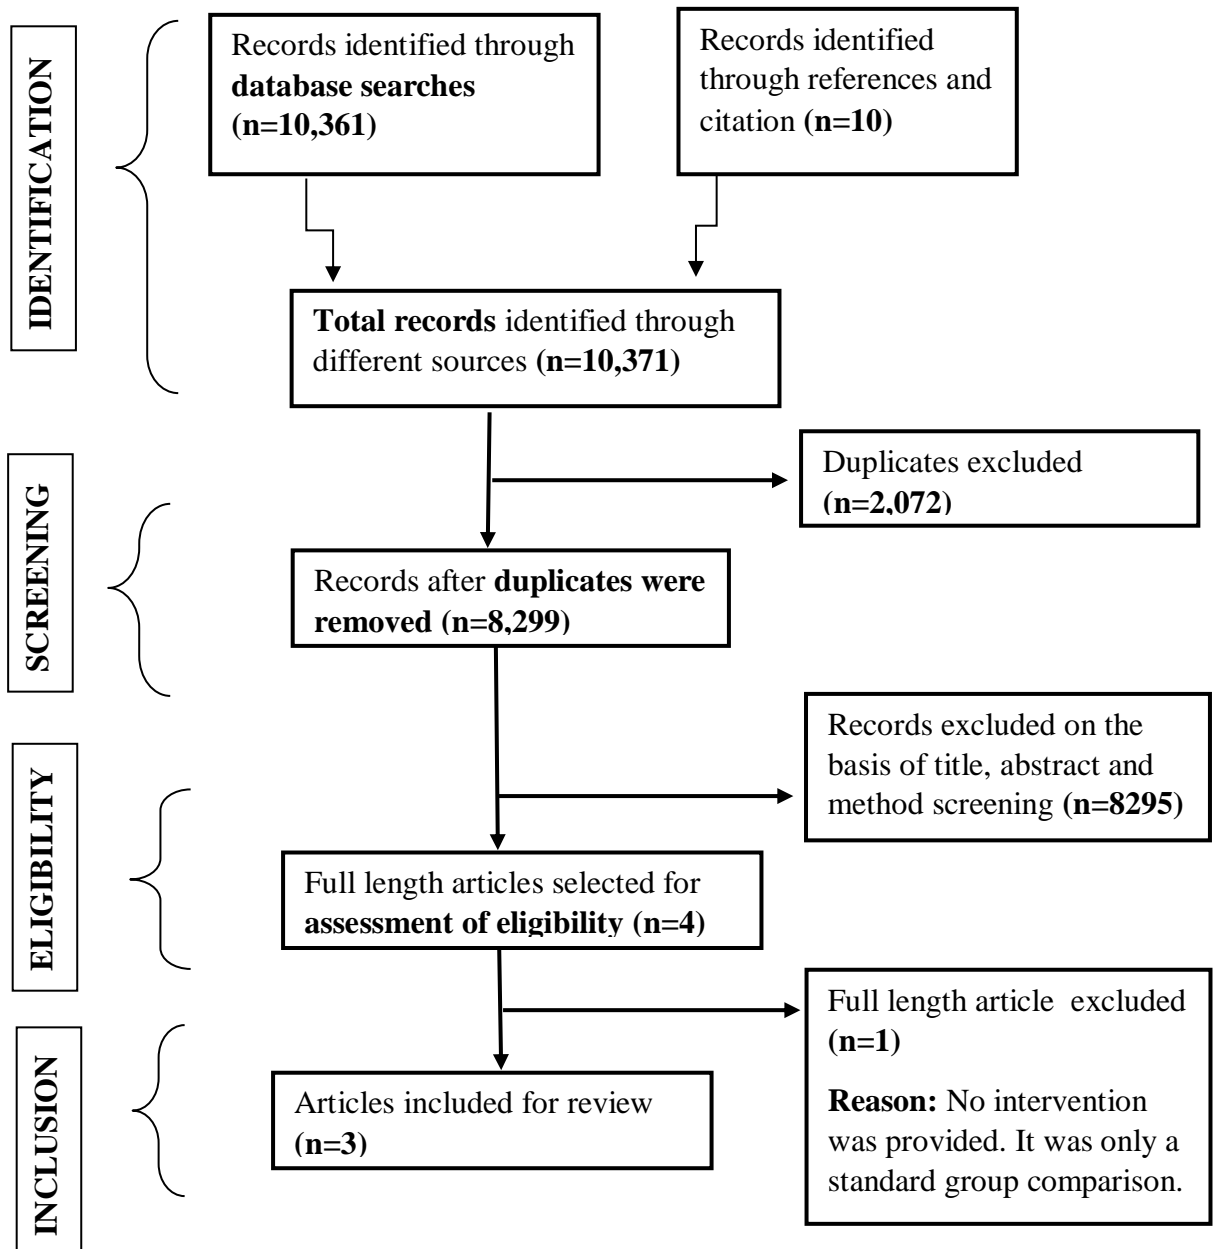 IDENTIFICATION
Records identified through
database searches
(n=10,361)
Records identified
through references and
citation (n=10)
Total records identified through
different sources (n=10,371)
SCREENING
Duplicates excluded
(n=2,072)
Records after duplicates were
removed (n=8,299)
ELIGIBILITY
Records excluded on the
basis of title, abstract and
method screening (n=8295)
Full length articles selected for
assessment of eligibility (n=4)
INCLUSION
Full length article excluded
(n=1)
Reason: No intervention
was provided. It was only a
standard group comparison.
Articles included for review
(n=3)